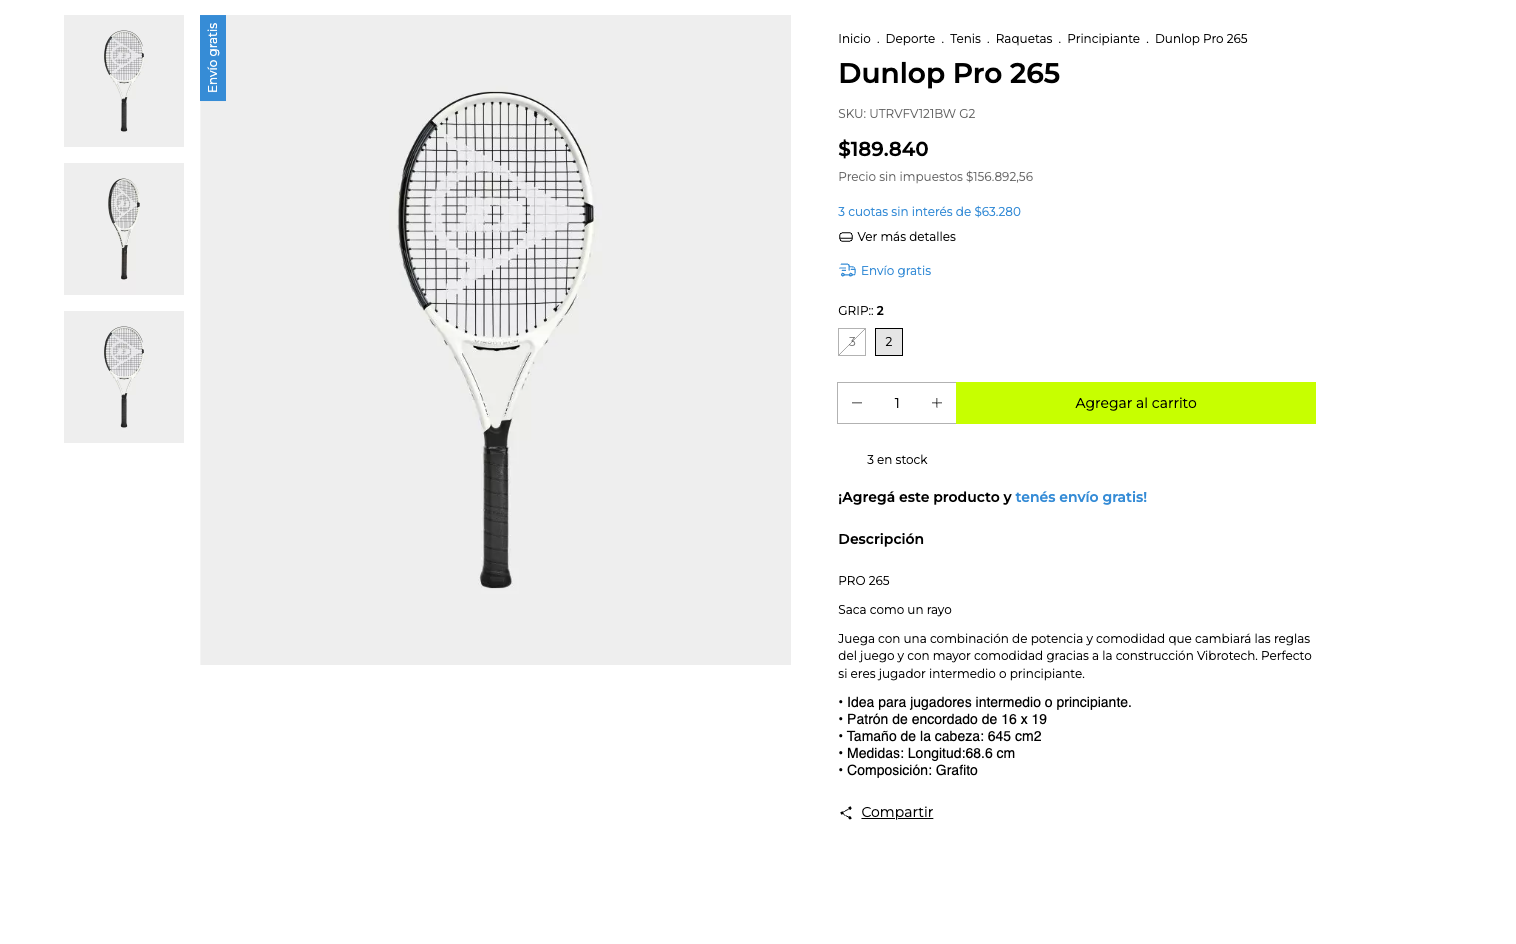 Envío gratis
Inicio . Deporte . Tenis . Raquetas . Principiante . Dunlop Pro 265
Dunlop Pro 265
SKU: UTRVFV121BW G2
$189.840
Precio sin impuestos $156.892,56
3 cuotas sin interés de $63.280
Ver más detalles
Envío gratis
GRIP:: 2
3 2
1 Agregar al carrito
3 en stock
¡Agregá este producto y tenés envío gratis!
Descripción
PRO 265
Saca como un rayo
Juega con una combinación de potencia y comodidad que cambiará las reglas
del juego y con mayor comodidad gracias a la construcción Vibrotech. Perfecto
si eres jugador intermedio o principiante.
• Idea para jugadores intermedio o principiante.
• Patrón de encordado de 16 x 19
• Tamaño de la cabeza: 645 cm2
• Medidas: Longitud:68.6 cm
• Composición: Grafito
Compartir